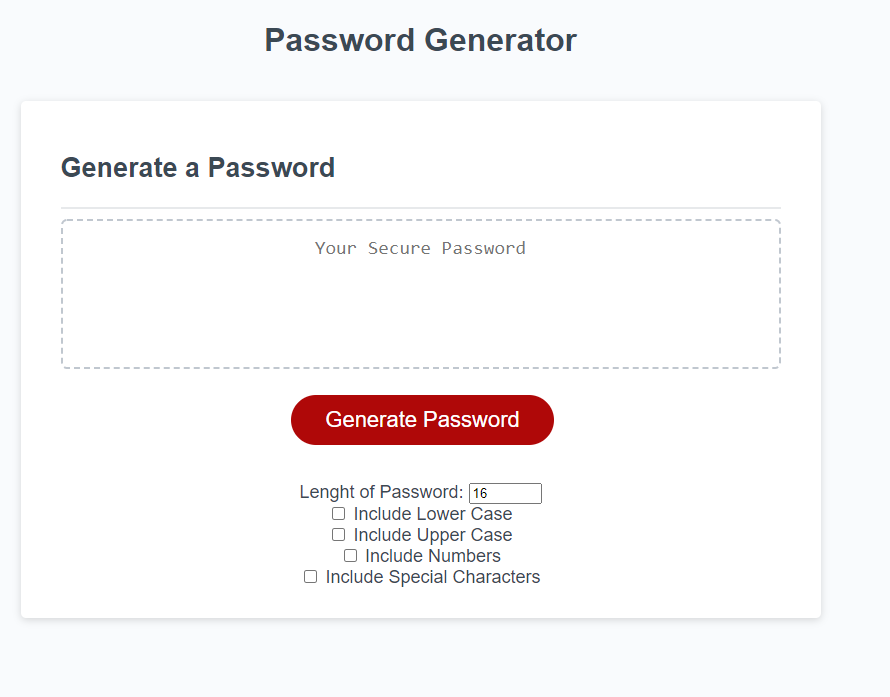 Password Generator
Generate a Password
Your Secure Password
Generate Password
Lenght of Password: 16
Include Lower Case
Include Upper Case
Include Numbers
Include Special Characters